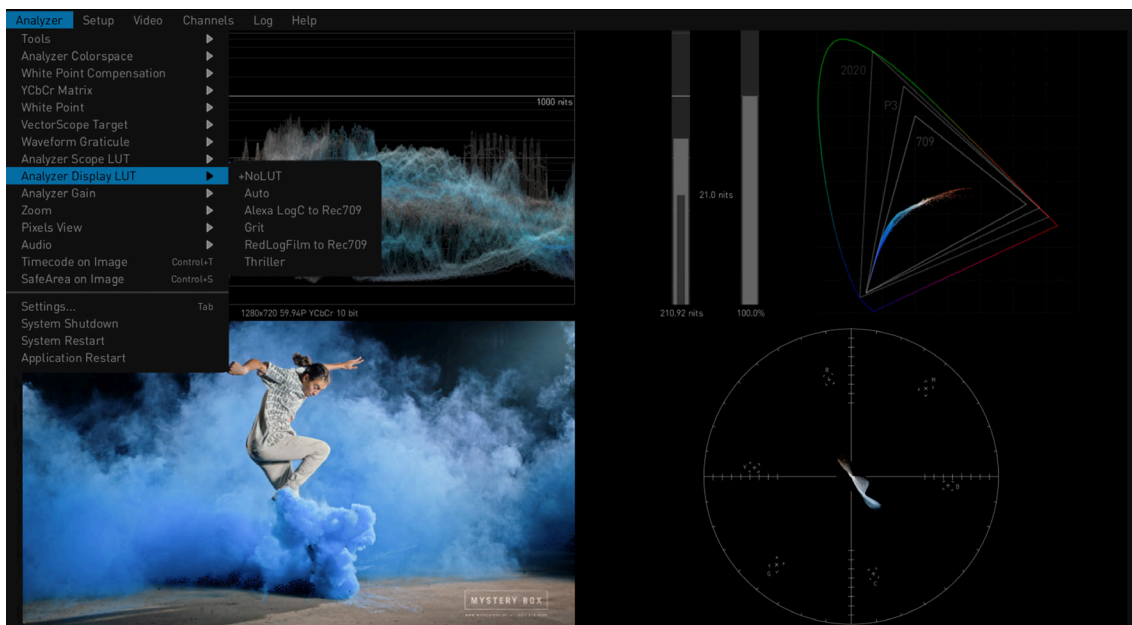 Analyzer Setup Video Channels Log Help
Tools
Analyzer Colorspace
White Point Compensation
YCbCr Matrix
White Point
VectorScope Target
Waveform Graticule
Analyzer Scope LUT
Analyzer Display LUT
Analyzer Gain
Zoom
Pixels View
Audio
Timecode on Image Control+T
SafeArea on Image Control+S
Settings... Tab
System Shutdown
System Restart
Application Restart
+NoLUT
Auto
Alexa LogC to Rec709
Grit
RedLogFilm to Rec709
Thriller
1000 nits
1280x720 59.94P YCbCr 10 bit
21.0 nits
210.92 nits 100.0%
2020
P3
709
R
M
Y
B
G
C
MYSTERY BOX